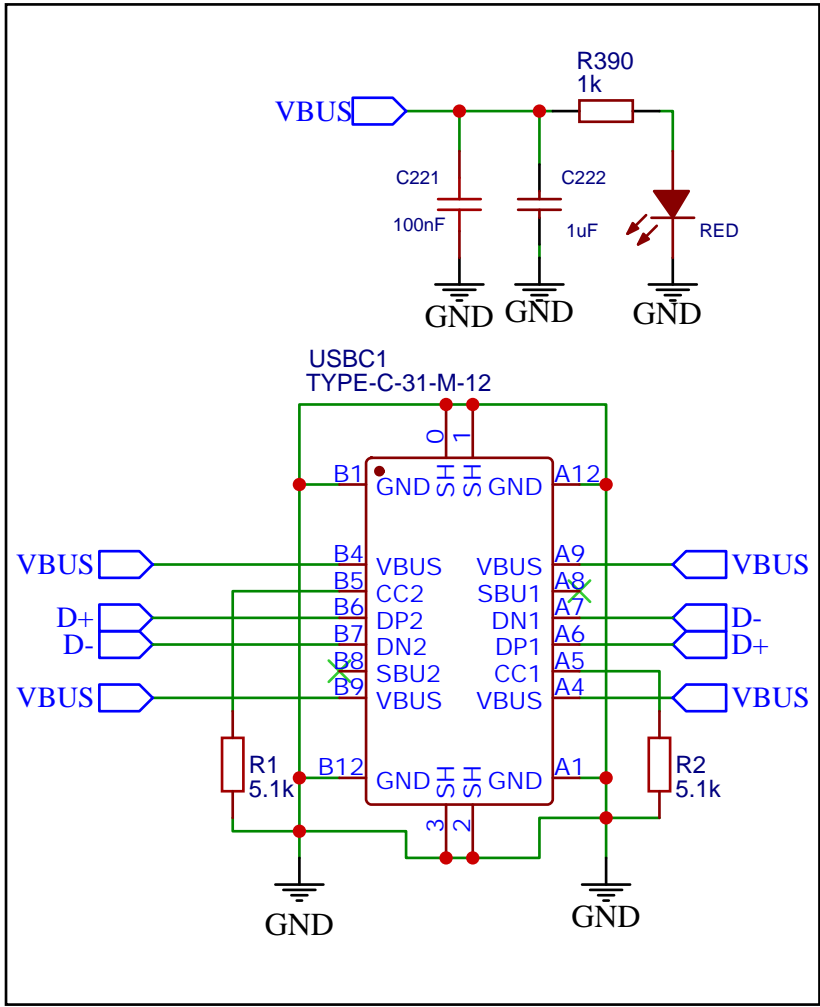 R390
1k
VBUS
C221
C222
100nF
1uF
RED
GND
GND
GND
USBC1
TYPE-C-31-M-12
0
1
B1
GND
SH
SH
GND
A12
VBUS
B4
VBUS
VBUS
A9
VBUS
B5
CC2
SBU1
A8
D+
B6
DP2
DN1
A7
D-
D-
B7
DN2
DP1
A6
D+
B8
SBU2
CC1
A5
VBUS
B9
VBUS
VBUS
A4
VBUS
R1
5.1k
B12
GND
SH
SH
GND
A1
R2
5.1k
3
2
GND
GND